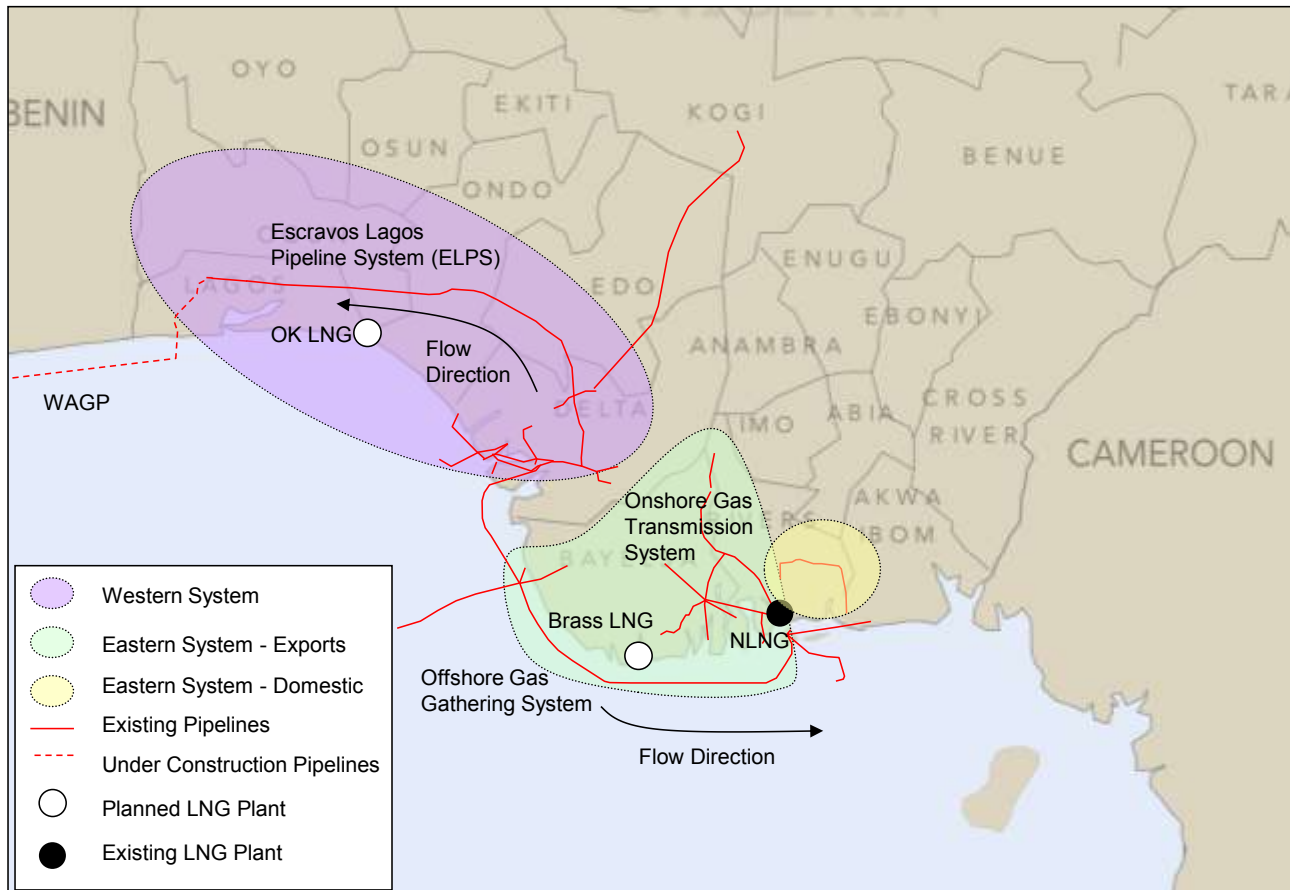 OYO
BENIN
EKITI
KOGI
TARA
OSUN
BENUE
ONDO
Escravos Lagos
Pipeline System (ELPS)
ENUGU
LAGOS
EDO
EBONYI
OK LNG
Flow
Direction
ANAMBRA
WAGP
DELTA
IMO
ABIA
CROSS
RIVER
CAMEROON
Onshore Gas
Transmission
System
RIVERS
AKWA
IBOM
BAYELSA
Brass LNG
NLNG
Offshore Gas
Gathering System
Flow Direction
Western System
Eastern System - Exports
Eastern System - Domestic
Existing Pipelines
Under Construction Pipelines
Planned LNG Plant
Existing LNG Plant